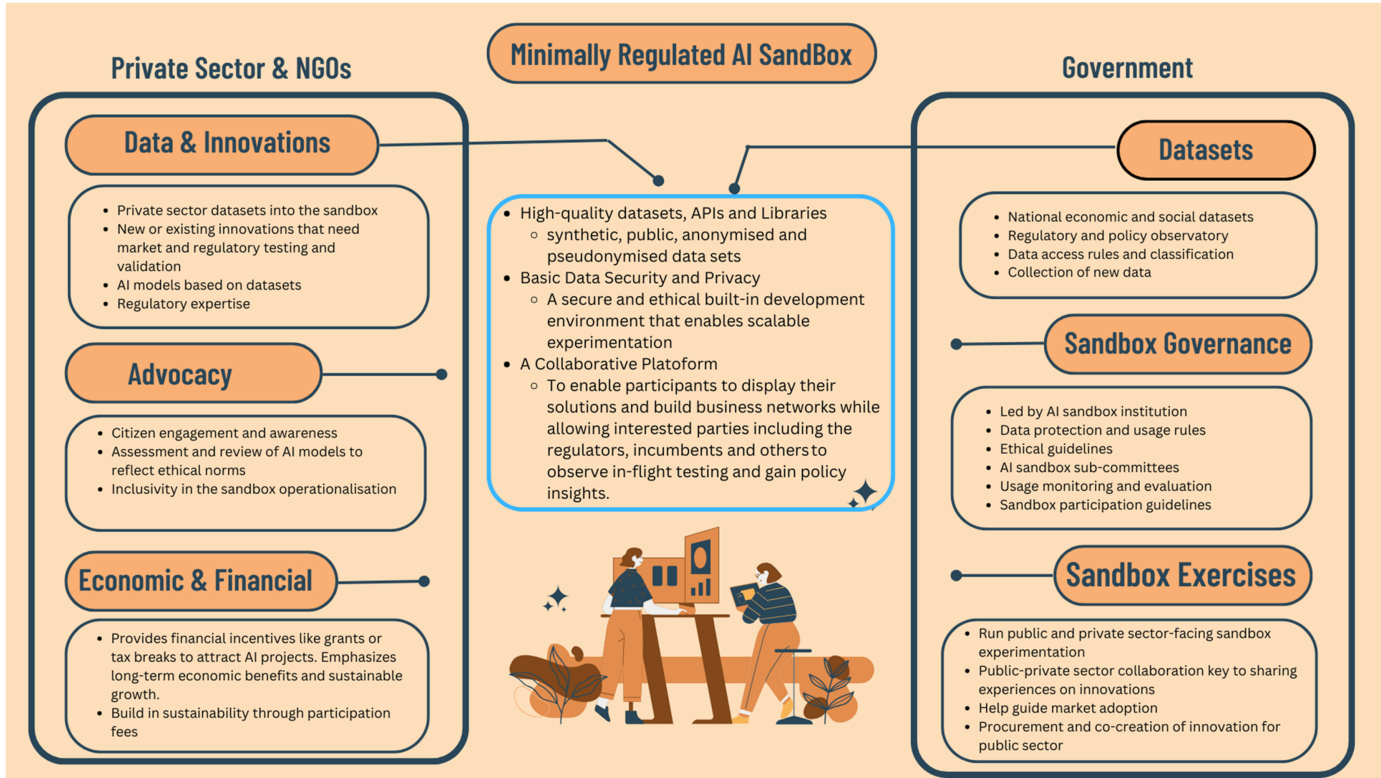 Minimally Regulated AI SandBox
Private Sector & NGOs
Data & Innovations
• Private sector datasets into the sandbox
• New or existing innovations that need
market and regulatory testing and
validation
• AI models based on datasets
• Regulatory expertise
Advocacy
• Citizen engagement and awareness
• Assessment and review of AI models to
reflect ethical norms
• Inclusivity in the sandbox operationalisation
Economic & Financial
• Provides financial incentives like grants or
tax breaks to attract AI projects. Emphasizes
long-term economic benefits and sustainable
growth.
• Build in sustainability through participation
fees
• High-quality datasets, APIs and Libraries
◦ synthetic, public, anonymised and
pseudonymised data sets
• Basic Data Security and Privacy
◦ A secure and ethical built-in development
environment that enables scalable
experimentation
• A Collaborative Platoform
◦ To enable participants to display their
solutions and build business networks while
allowing interested parties including the
regulators, incumbents and others to
observe in-flight testing and gain policy
insights.
Government
Datasets
• National economic and social datasets
• Regulatory and policy observatory
• Data access rules and classification
• Collection of new data
Sandbox Governance
• Led by AI sandbox institution
• Data protection and usage rules
• Ethical guidelines
• AI sandbox sub-committees
• Usage monitoring and evaluation
• Sandbox participation guidelines
Sandbox Exercises
• Run public and private sector-facing sandbox
experimentation
• Public-private sector collaboration key to sharing
experiences on innovations
• Help guide market adoption
• Procurement and co-creation of innovation for
public sector